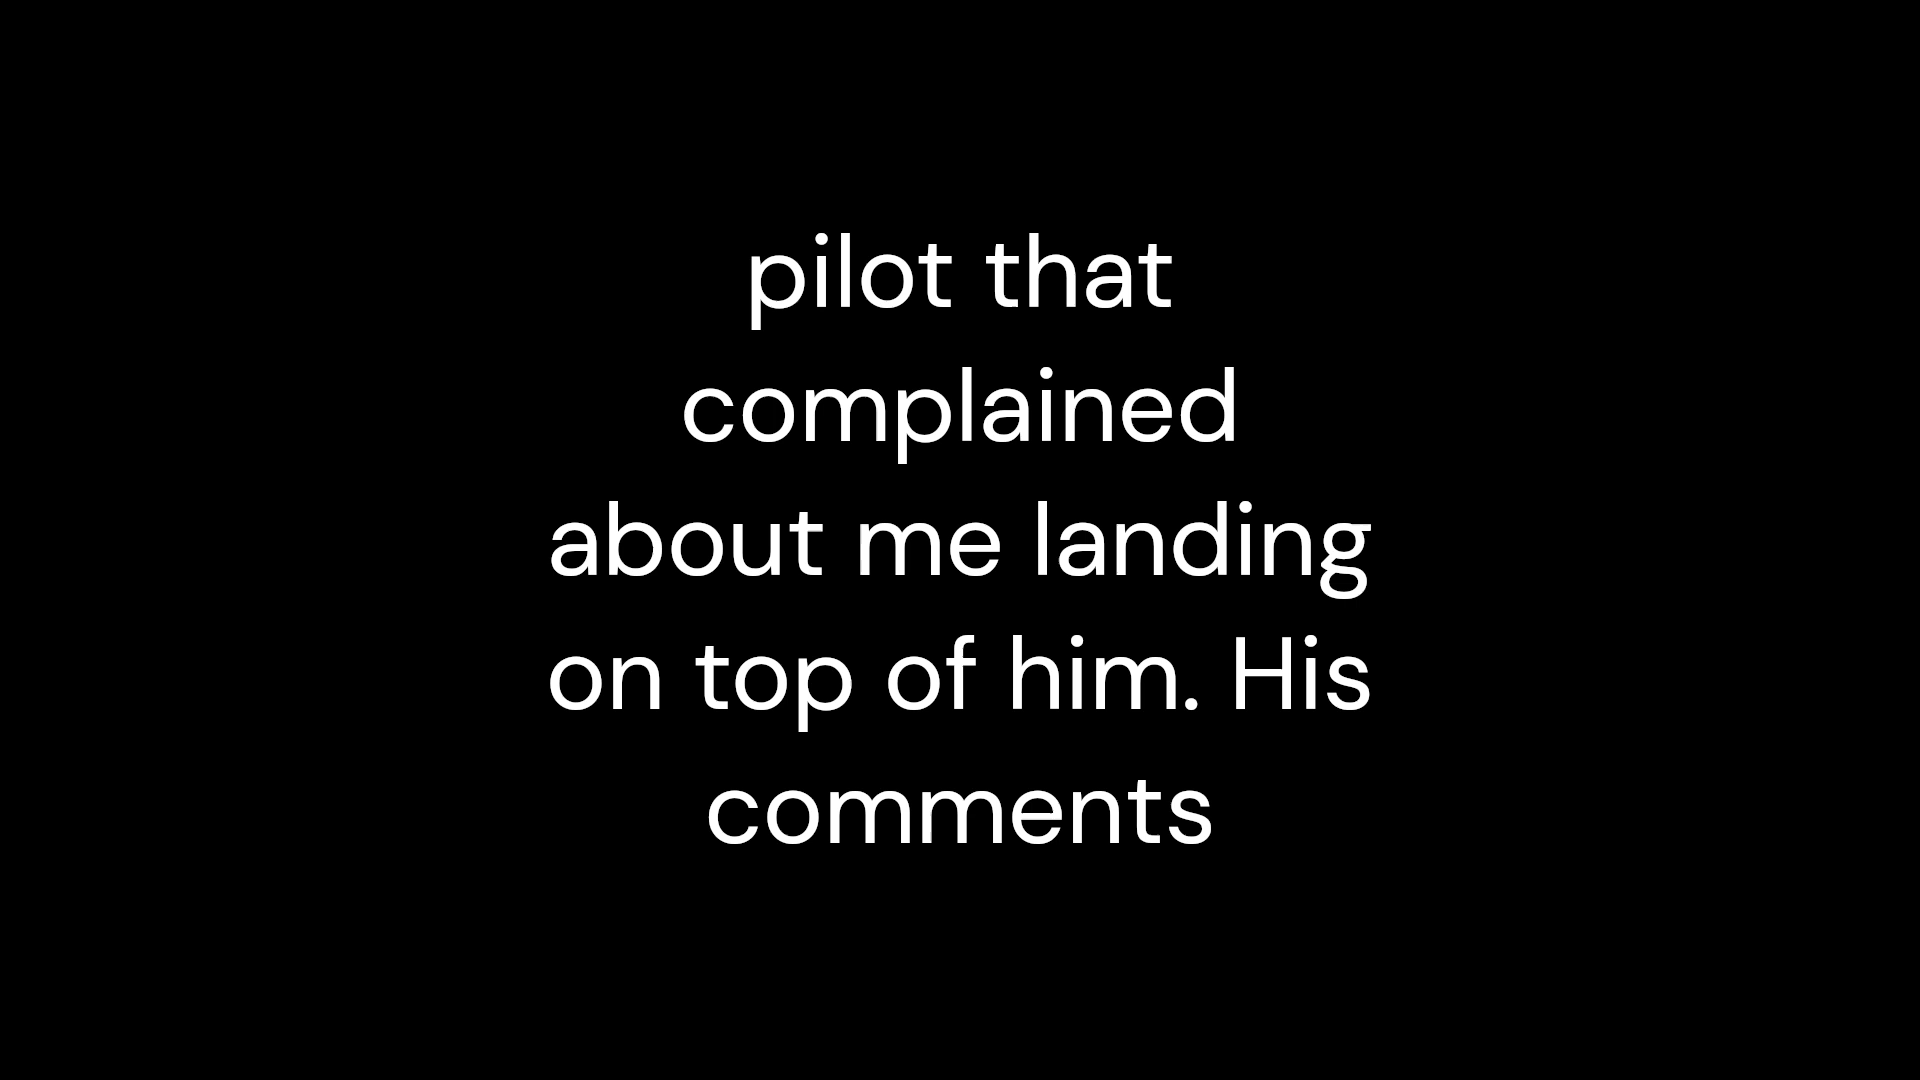 pilot that
complained
about me landing
on top of him. His
comments